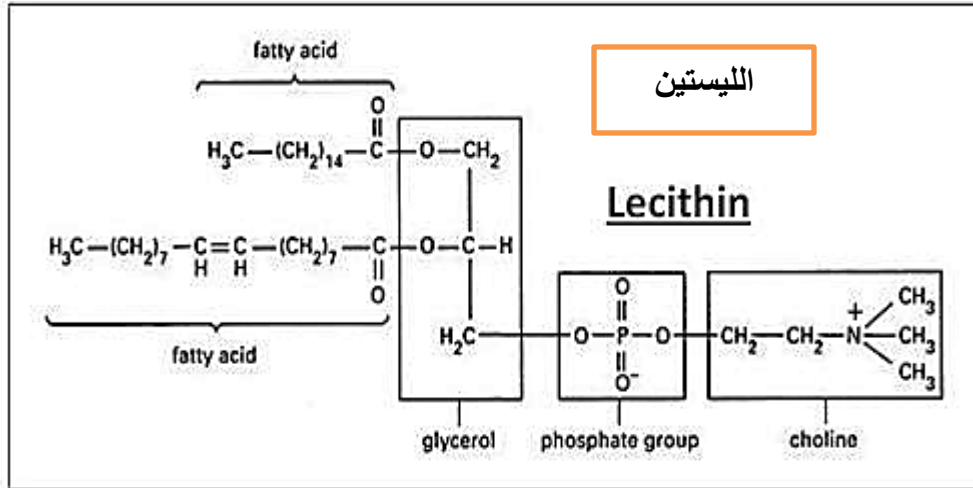 fatty acid
الليستين
O
H₃C—(CH₂)₁₄—C—O—CH₂
Lecithin
H₃C—(CH₂)₇—C=C—(CH₂)₇—C—O—C—H
H H
O
O
H₂C—O—P—O—CH₂—CH₂—N
+
CH₃
CH₃
CH₃
O⁻
fatty acid
glycerol
phosphate group
choline